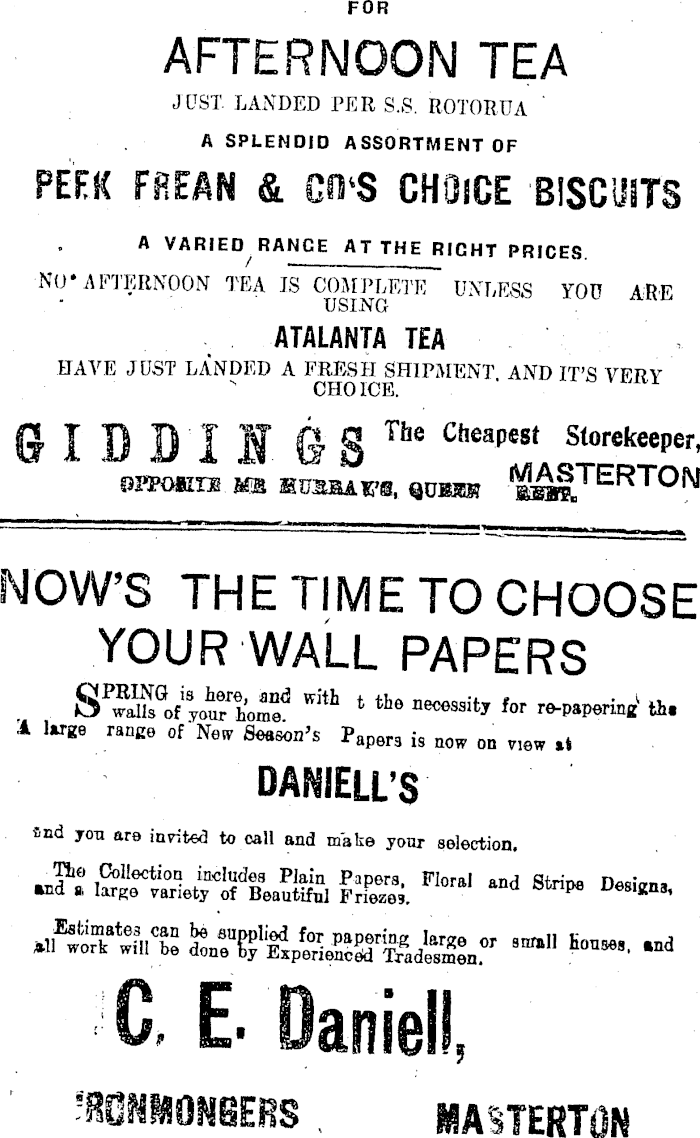 FOR
AFTERNOON TEA
JUST LANDED PER S.S. ROTORUA
A SPLENDID ASSORTMENT OF
PEEK FREAN & CO'S CHOICE BISCUITS
A VARIED RANGE AT THE RIGHT PRICES.
NO AFTERNOON TEA IS COMPLETE UNLESS YOU ARE
USING
ATALANTA TEA
HAVE JUST LANDED A FRESH SHIPMENT, AND IT'S VERY
CHOICE.
GIDDINGS The Cheapest Storekeeper,
MASTERTON
OPPOSITE MR MURRAY'S, QUEEN
NOW'S THE TIME TO CHOOSE
YOUR WALL PAPERS
SPRING is here, and with t the necessity for re-papering the
walls of your home.
A large range of New Season's Papers is now on view at
DANIELL'S
and you are invited to call and make your selection.
The Collection includes Plain Papers, Floral and Stripe Designs,
and a large variety of Beautiful Friezes.
Estimates can be supplied for papering large or small houses, and
all work will be done by Experienced Tradesmen.
C. E. Daniell,
IRONMONGERS MASTERTON